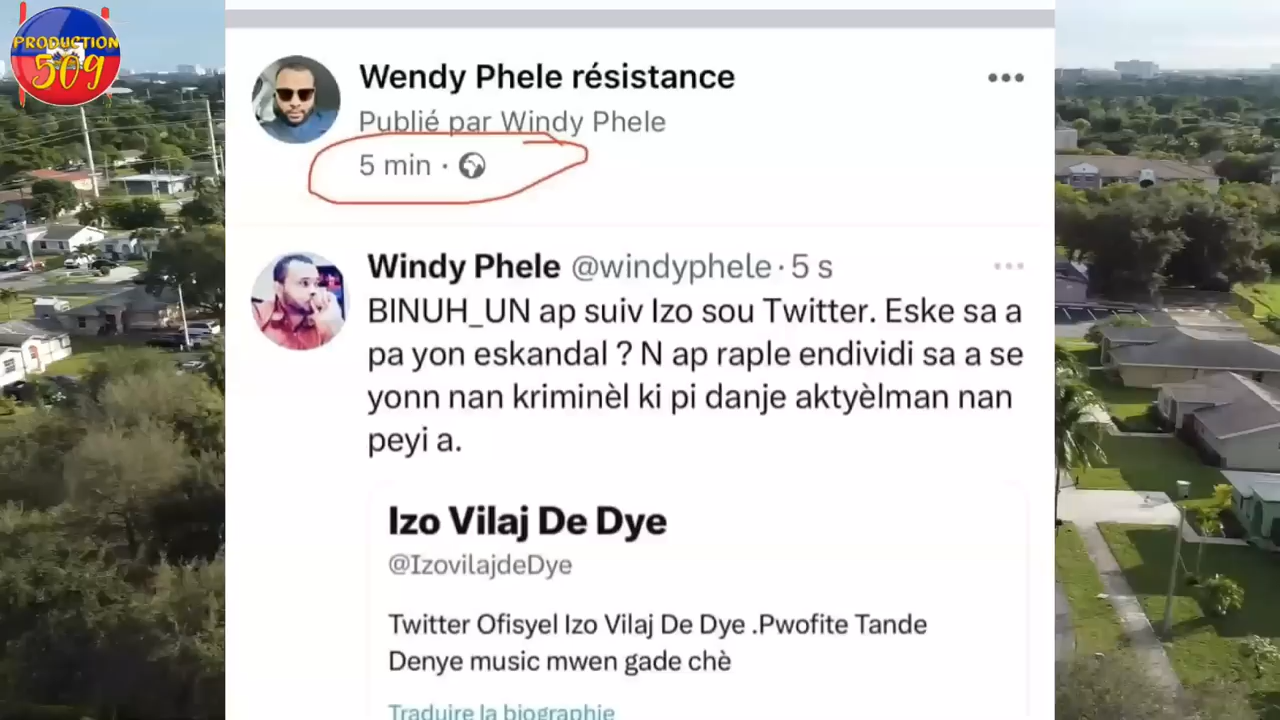 PRODUCTION
509
Wendy Phele résistance
Publié par Windy Phele
5 min ·
Windy Phele @windyphele · 5 s
BINUH_UN ap suiv Izo sou Twitter. Eske sa a
pa yon eskandal ? N ap raple endividi sa a se
yonn nan kriminèl ki pi danje aktyèlman nan
peyi a.
Izo Vilaj De Dye
@IzovilajdeDye
Twitter Ofisyel Izo Vilaj De Dye .Pwofite Tande
Denye music mwen gade chè
Traduire la biographie